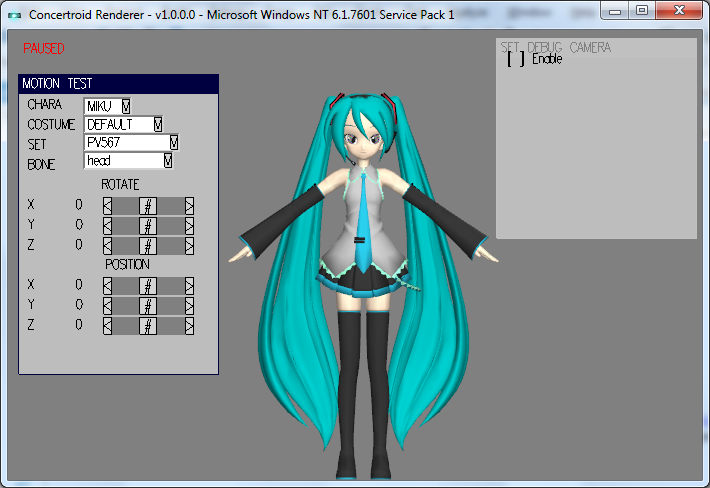 Concertroid Renderer - v1.0.0.0 - Microsoft Windows NT 6.1.7601 Service Pack 1
PAUSED
SET DEBUG CAMERA
[ ] Enable
MOTION TEST
CHARA MIKU V
COSTUME DEFAULT V
SET PV567 V
BONE head V
ROTATE
X 0 < # >
Y 0 < # >
Z 0 < # >
POSITION
X 0 < # >
Y 0 < # >
Z 0 < # >